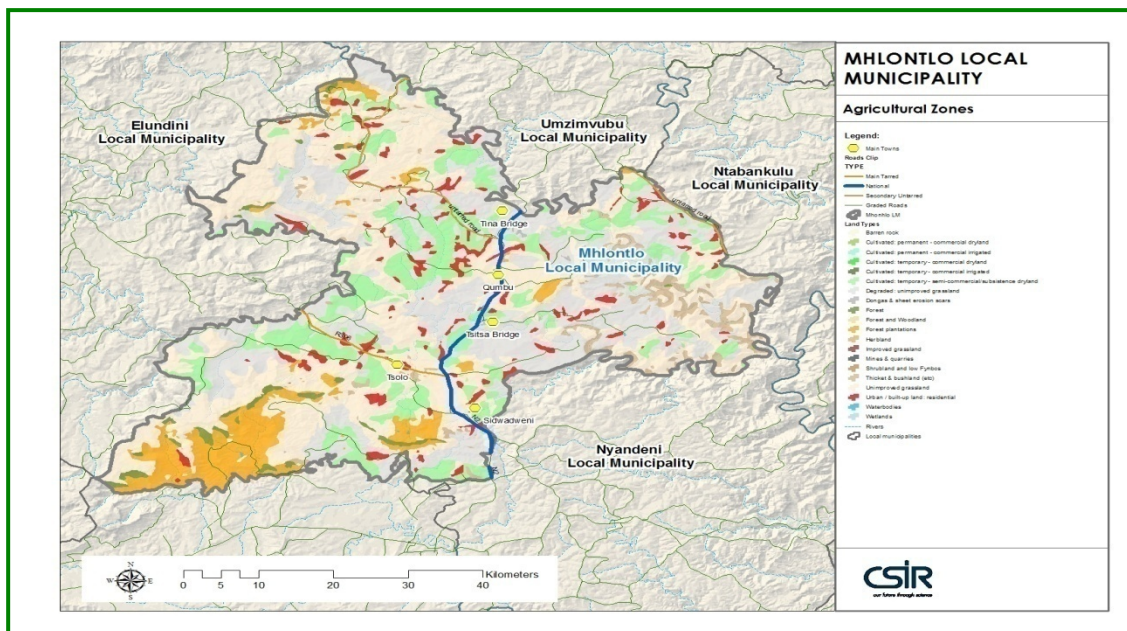 MHLONTLO LOCAL
MUNICIPALITY
Agricultural Zones
Legend:
Main Towns
Roads Clip
TYPE
Main Tarred
National
Secondary Untarred
Graded Roads
Mhlontlo LM
Land Types
Barren rock
Cultivated: permanent - commercial dryland
Cultivated: permanent - commercial irrigated
Cultivated: temporary - commercial dryland
Cultivated: temporary - commercial irrigated
Cultivated: temporary - semi-commercial/subsistence dryland
Degraded: unimproved grassland
Dongas & sheet erosion scars
Forest
Forest and Woodland
Forest plantations
Herbland
Improved grassland
Mines & quarries
Shrubland and low Fynbos
Thicket & bushland (etc)
Unimproved grassland
Urban / built-up land: residential
Waterbodies
Wetlands
Rivers
Local municipalities
CSIR
our future through science
Elundini
Local Municipality
Umzimvubu
Local Municipality
Ntabankulu
Local Municipality
Tina Bridge
Mhlontlo
Local Municipality
Qumbu
Tsitsa Bridge
Tsolo
Sidwadweni
Nyandeni
Local Municipality
N
W E
S
0 5 10 20 30 40
Kilometers